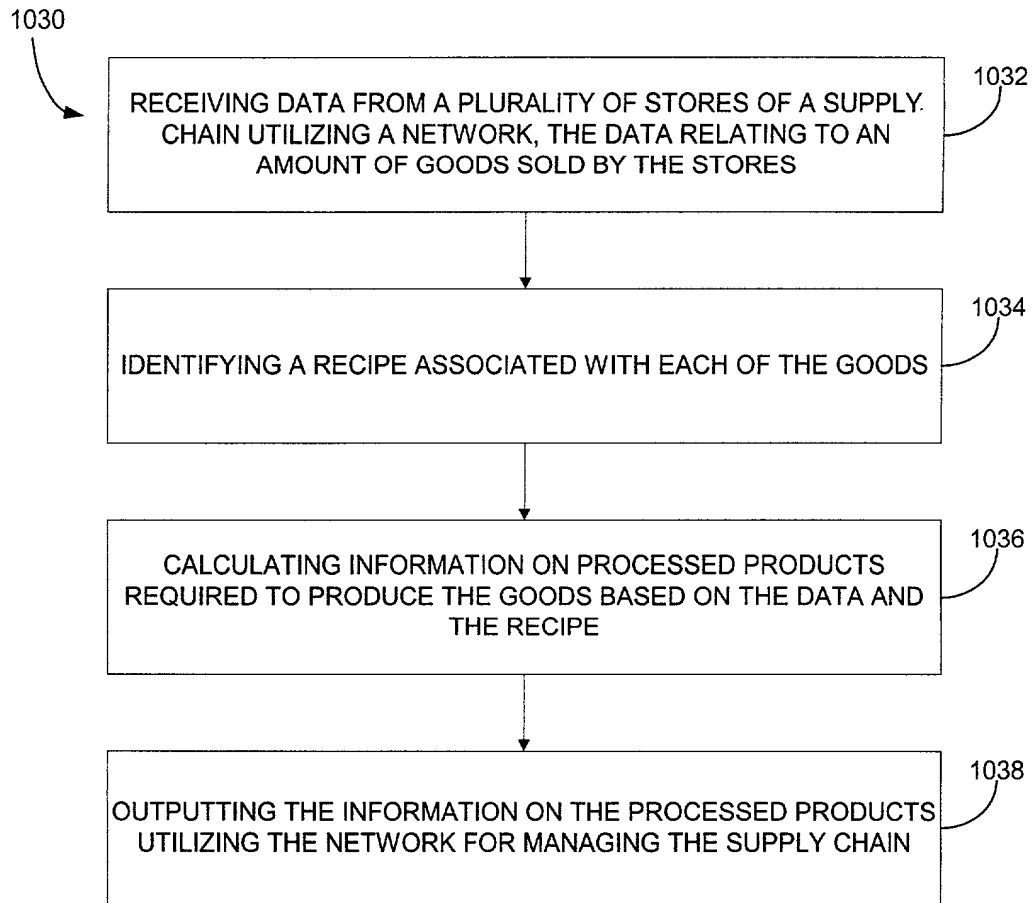 1030
1032
RECEIVING DATA FROM A PLURALITY OF STORES OF A SUPPLY
CHAIN UTILIZING A NETWORK, THE DATA RELATING TO AN
AMOUNT OF GOODS SOLD BY THE STORES
1034
IDENTIFYING A RECIPE ASSOCIATED WITH EACH OF THE GOODS
1036
CALCULATING INFORMATION ON PROCESSED PRODUCTS
REQUIRED TO PRODUCE THE GOODS BASED ON THE DATA AND
THE RECIPE
1038
OUTPUTTING THE INFORMATION ON THE PROCESSED PRODUCTS
UTILIZING THE NETWORK FOR MANAGING THE SUPPLY CHAIN